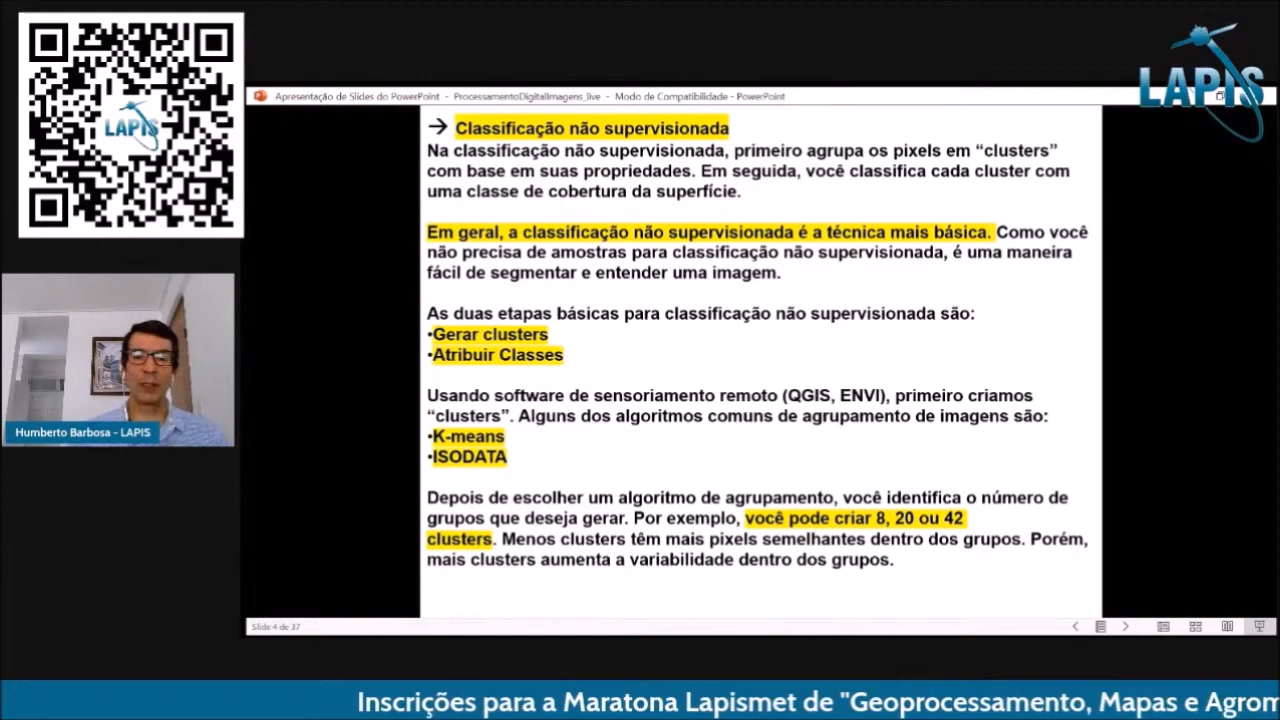 LAPIS
LAPIS
Apresentação de Slides do PowerPoint - ProcessamentoDigitalImagens_live - Modo de Compatibilidade - PowerPoint
→ Classificação não supervisionada
Na classificação não supervisionada, primeiro agrupa os pixels em “clusters”
com base em suas propriedades. Em seguida, você classifica cada cluster com
uma classe de cobertura da superfície.
Em geral, a classificação não supervisionada é a técnica mais básica. Como você
não precisa de amostras para classificação não supervisionada, é uma maneira
fácil de segmentar e entender uma imagem.
As duas etapas básicas para classificação não supervisionada são:
•Gerar clusters
•Atribuir Classes
Usando software de sensoriamento remoto (QGIS, ENVI), primeiro criamos
“clusters”. Alguns dos algoritmos comuns de agrupamento de imagens são:
•K-means
•ISODATA
Depois de escolher um algoritmo de agrupamento, você identifica o número de
grupos que deseja gerar. Por exemplo, você pode criar 8, 20 ou 42
clusters. Menos clusters têm mais pixels semelhantes dentro dos grupos. Porém,
mais clusters aumenta a variabilidade dentro dos grupos.
Humberto Barbosa - LAPIS
Slide 4 de 37
Inscrições para a Maratona Lapismet de "Geoprocessamento, Mapas e Agrom